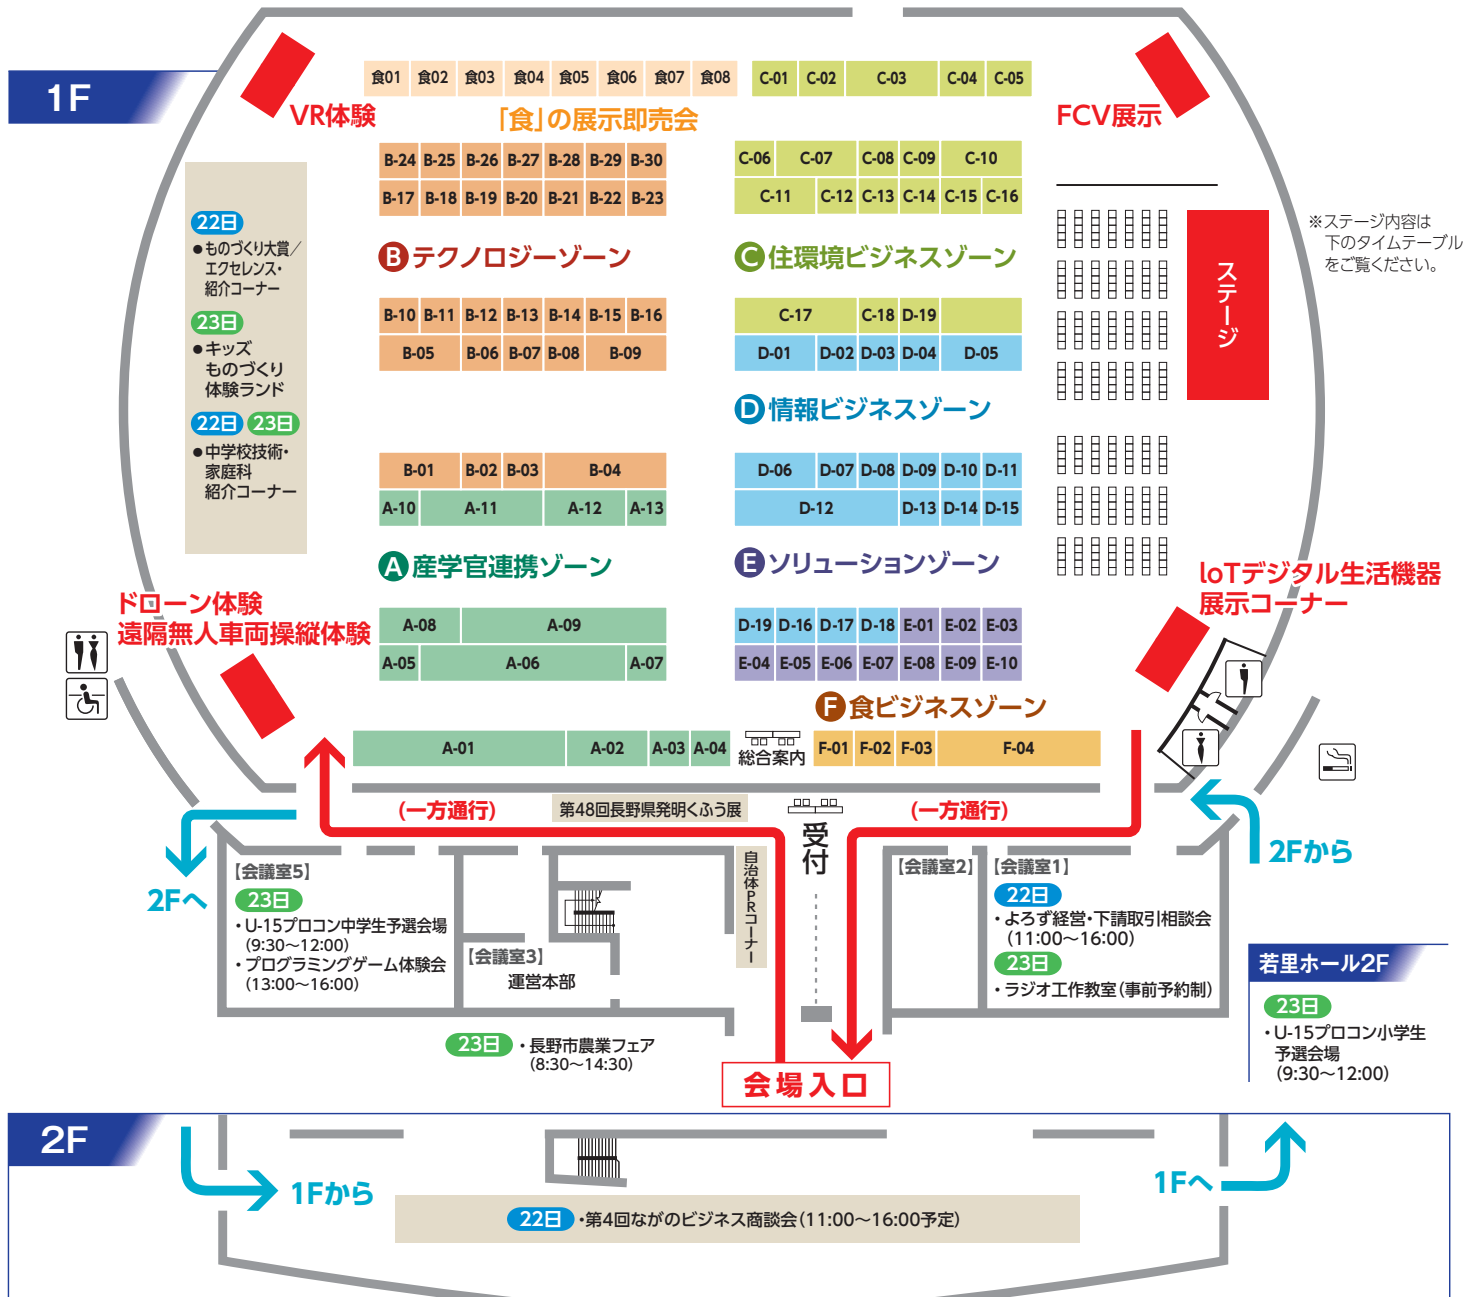 1F
食01 食02 食03 食04 食05 食06 食07 食08
C-01 C-02 C-03 C-04 C-05
VR体験
「食」の展示即売会
FCV展示
B-24 B-25 B-26 B-27 B-28 B-29 B-30
B-17 B-18 B-19 B-20 B-21 B-22 B-23
C-06 C-07 C-08 C-09 C-10
C-11 C-12 C-13 C-14 C-15 C-16
22日
●ものづくり大賞／
エクセレンス・
紹介コーナー
23日
●キッズ
ものづくり
体験ランド
22日 23日
●中学校技術・
家庭科
紹介コーナー
Bテクノロジーゾーン
C住環境ビジネスゾーン
ステージ
※ステージ内容は
下のタイムテーブル
をご覧ください。
B-10 B-11 B-12 B-13 B-14 B-15 B-16
B-05 B-06 B-07 B-08 B-09
C-17 C-18 D-19
D-01 D-02 D-03 D-04 D-05
D情報ビジネスゾーン
B-01 B-02 B-03 B-04
A-10 A-11 A-12 A-13
D-06 D-07 D-08 D-09 D-10 D-11
D-12 D-13 D-14 D-15
A産学官連携ゾーン
Eソリューションゾーン
ドローン体験
遠隔無人車両操縦体験
IoTデジタル生活機器
展示コーナー
A-08 A-09
A-05 A-06 A-07
D-19 D-16 D-17 D-18 E-01 E-02 E-03
E-04 E-05 E-06 E-07 E-08 E-09 E-10
F食ビジネスゾーン
A-01 A-02 A-03 A-04
総合案内
F-01 F-02 F-03 F-04
(一方通行)
第48回長野県発明くふう展
(一方通行)
受付
自治体PRコーナー
2Fへ
2Fから
【会議室5】
23日
・U-15プロコン中学生予選会場
(9:30〜12:00)
・プログラミングゲーム体験会
(13:00〜16:00)
【会議室3】
運営本部
【会議室2】
【会議室1】
22日
・よろず経営・下請取引相談会
(11:00〜16:00)
23日
・ラジオ工作教室(事前予約制)
若里ホール2F
23日
・U-15プロコン小学生
予選会場
(9:30〜12:00)
23日 ・長野市農業フェア
(8:30〜14:30)
会場入口
2F
1Fから
1Fへ
22日 ・第4回ながのビジネス商談会(11:00〜16:00予定)